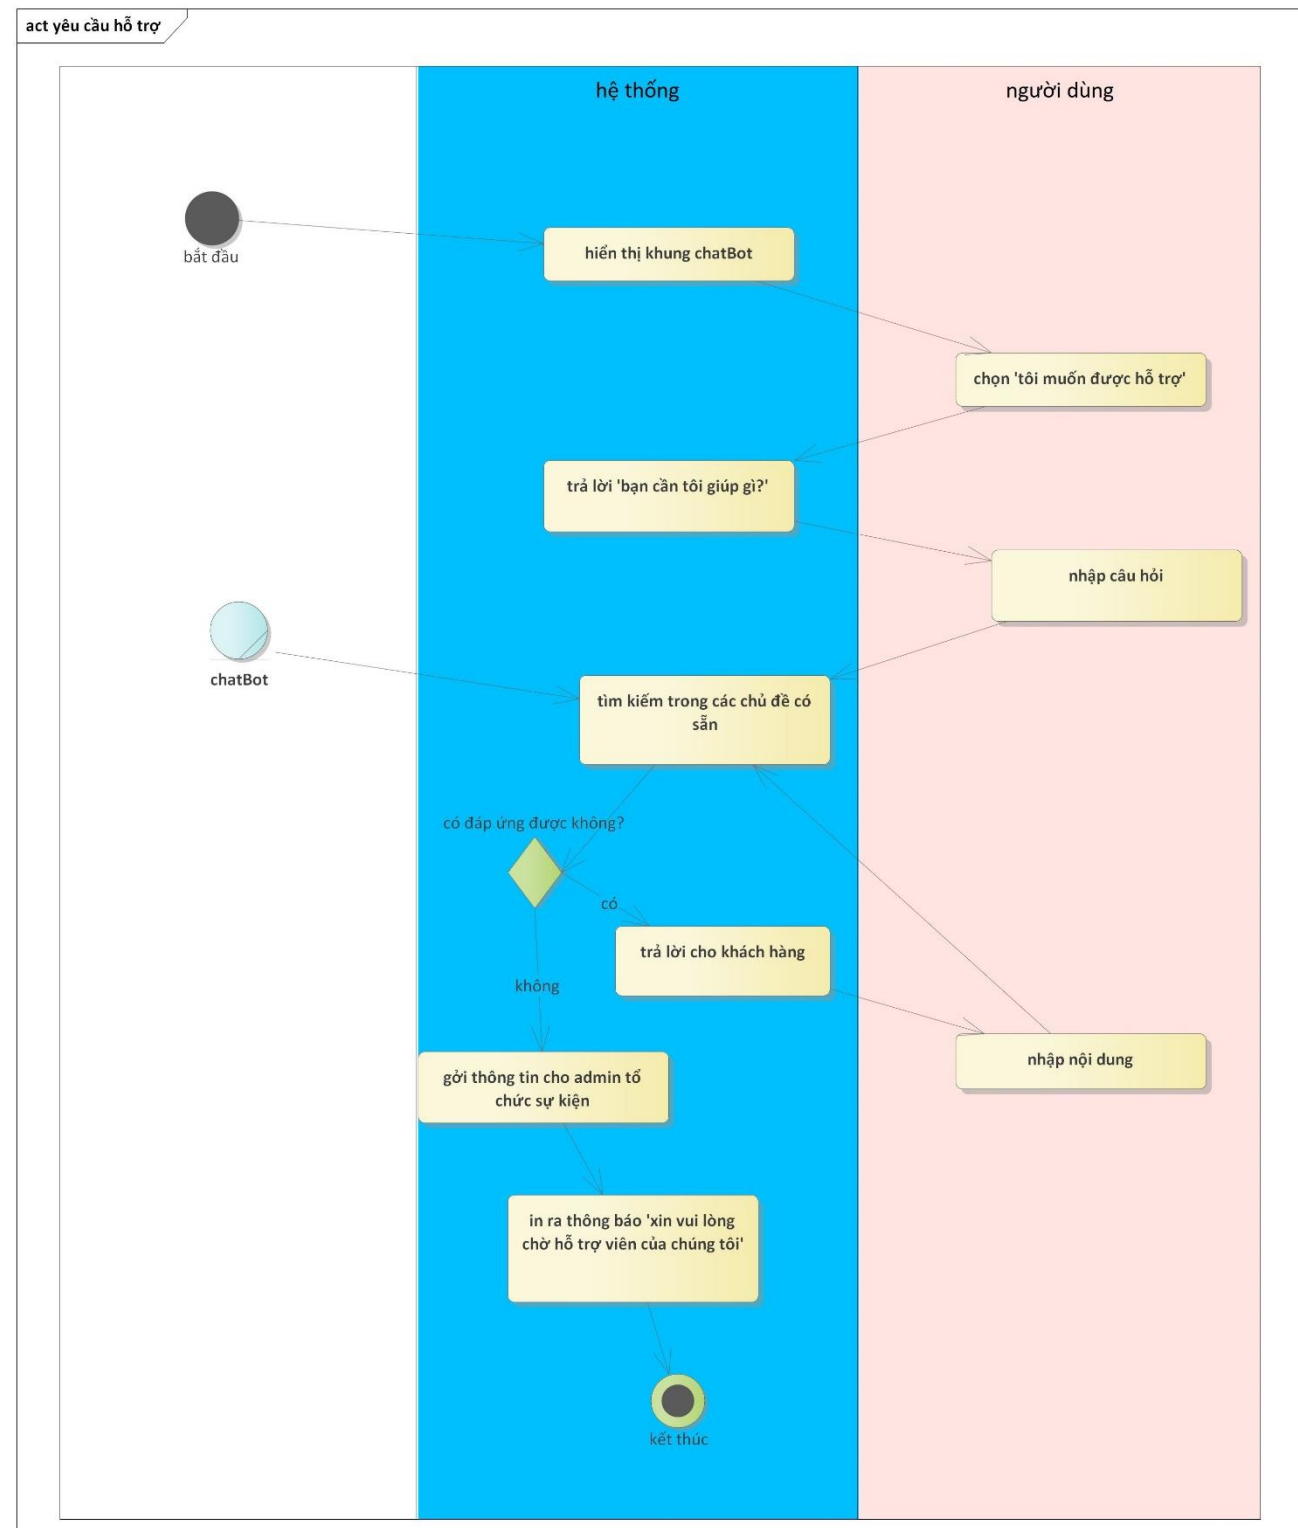 act yêu cầu hỗ trợ
hệ thống
người dùng
bắt đầu
hiển thị khung chatBot
chọn 'tôi muốn được hỗ trợ'
trả lời 'bạn cần tôi giúp gì?'
nhập câu hỏi
chatBot
tìm kiếm trong các chủ đề có
sẵn
có đáp ứng được không?
có
trả lời cho khách hàng
không
nhập nội dung
gởi thông tin cho admin tổ
chức sự kiện
in ra thông báo 'xin vui lòng
chờ hỗ trợ viên của chúng tôi'
kết thúc